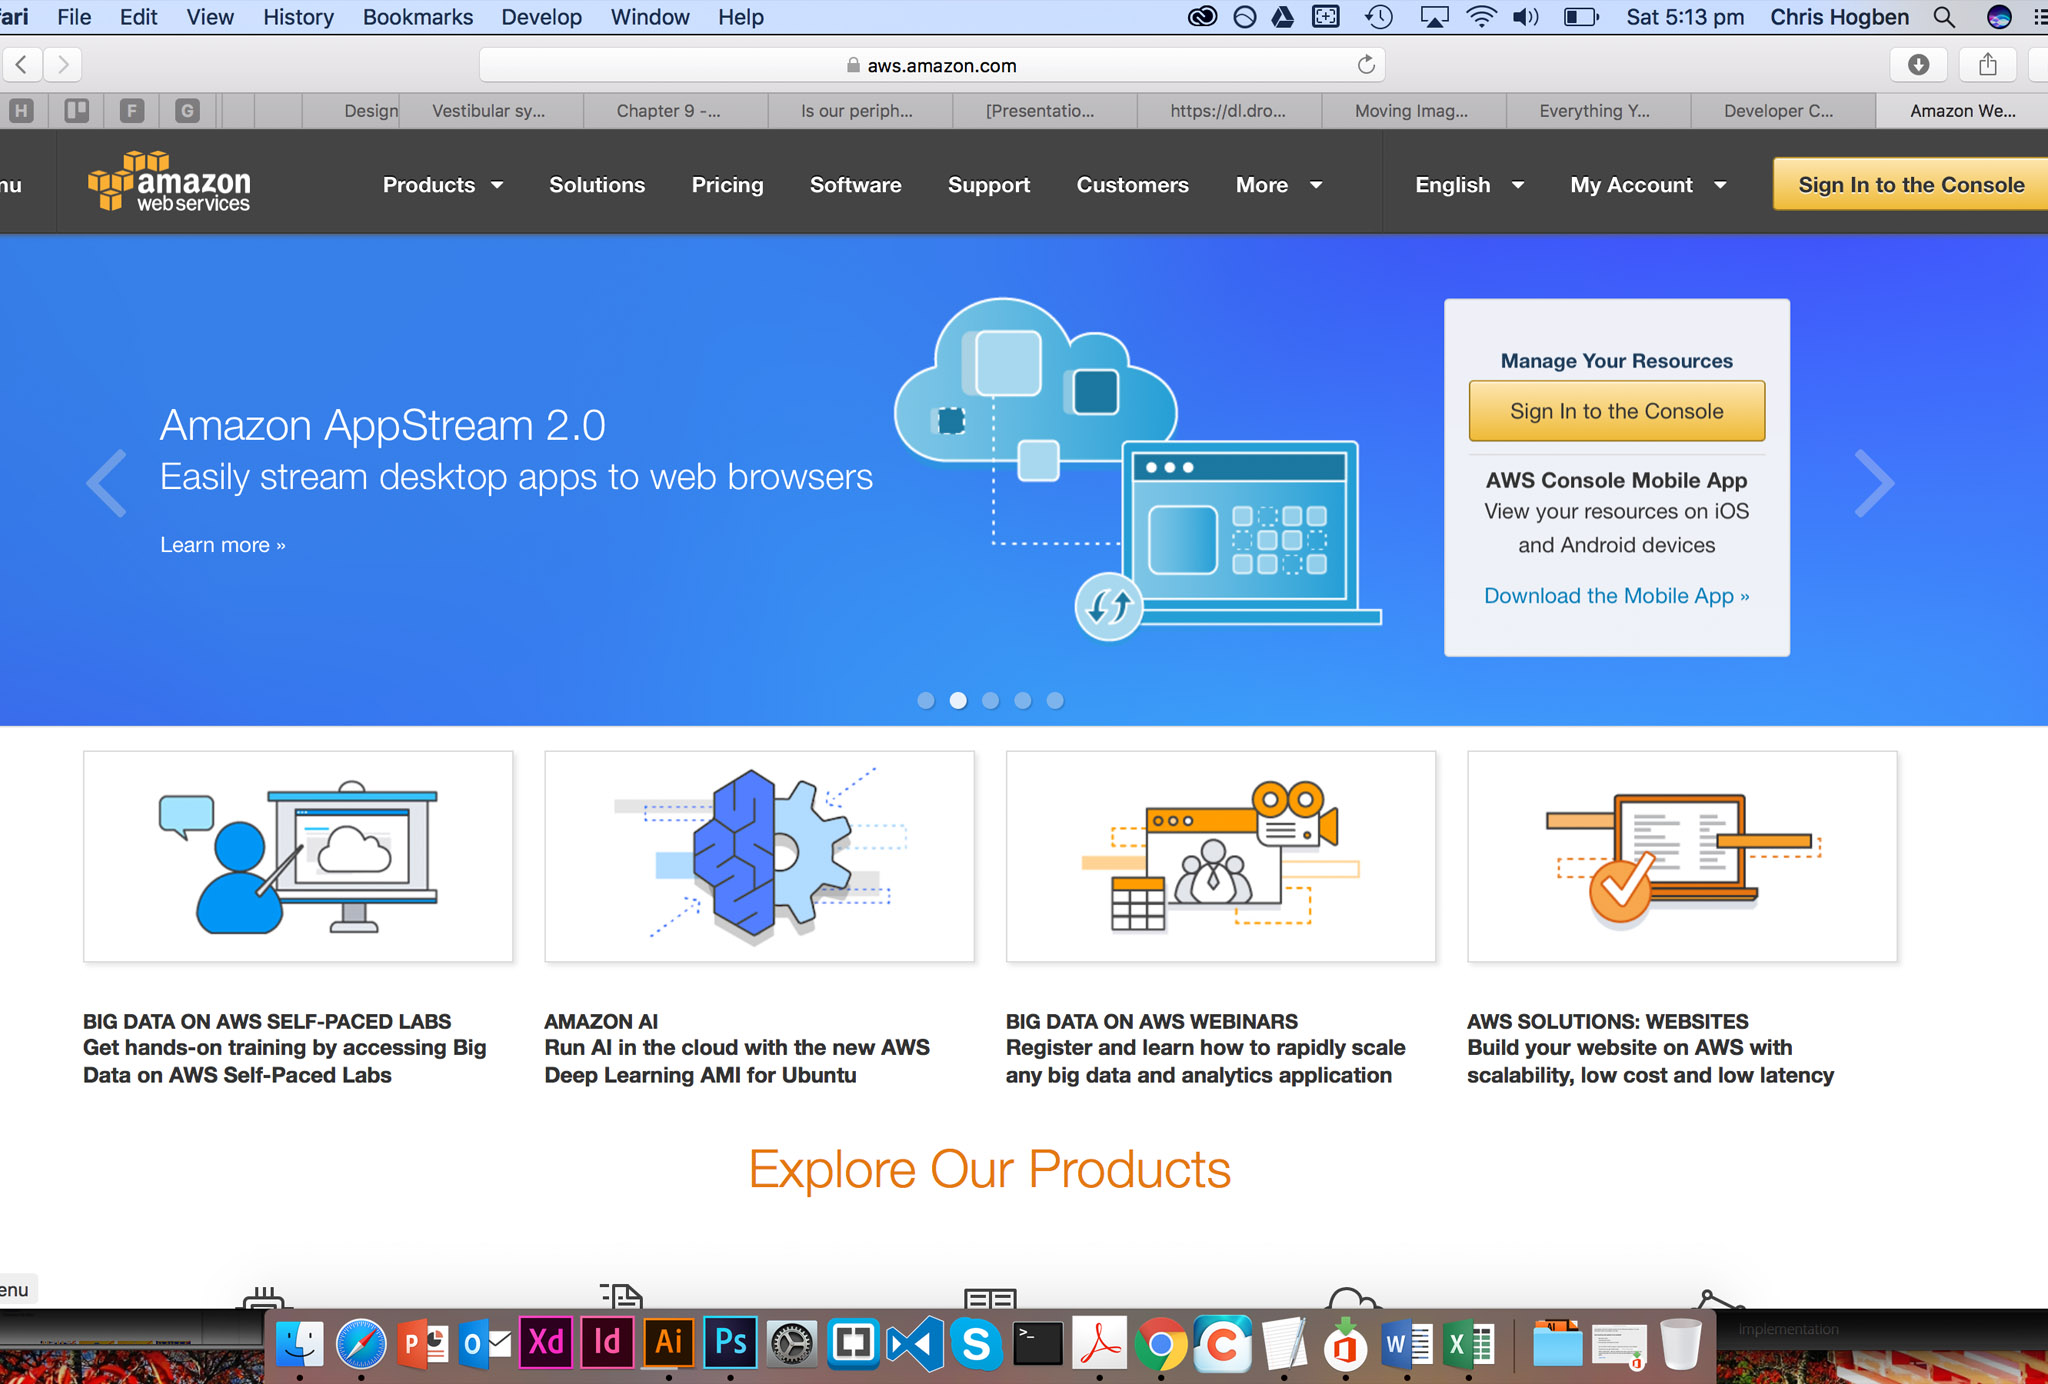 ari File Edit View History Bookmarks Develop Window Help Sat 5:13 pm Chris Hogben
aws.amazon.com
H F G Design Vestibular sy... Chapter 9 -... Is our periph... [Presentatio... https://dl.dro... Moving Imag... Everything Y... Developer C... Amazon We...
nu
amazon
web services
Products Solutions Pricing Software Support Customers More English My Account Sign In to the Console
Amazon AppStream 2.0
Easily stream desktop apps to web browsers
Learn more »
Manage Your Resources
Sign In to the Console
AWS Console Mobile App
View your resources on iOS
and Android devices
Download the Mobile App »
BIG DATA ON AWS SELF-PACED LABS
Get hands-on training by accessing Big
Data on AWS Self-Paced Labs
AMAZON AI
Run AI in the cloud with the new AWS
Deep Learning AMI for Ubuntu
BIG DATA ON AWS WEBINARS
Register and learn how to rapidly scale
any big data and analytics application
AWS SOLUTIONS: WEBSITES
Build your website on AWS with
scalability, low cost and low latency
Explore Our Products
enu
Implementation
P O Xd Id Ai Ps S >_ C W X